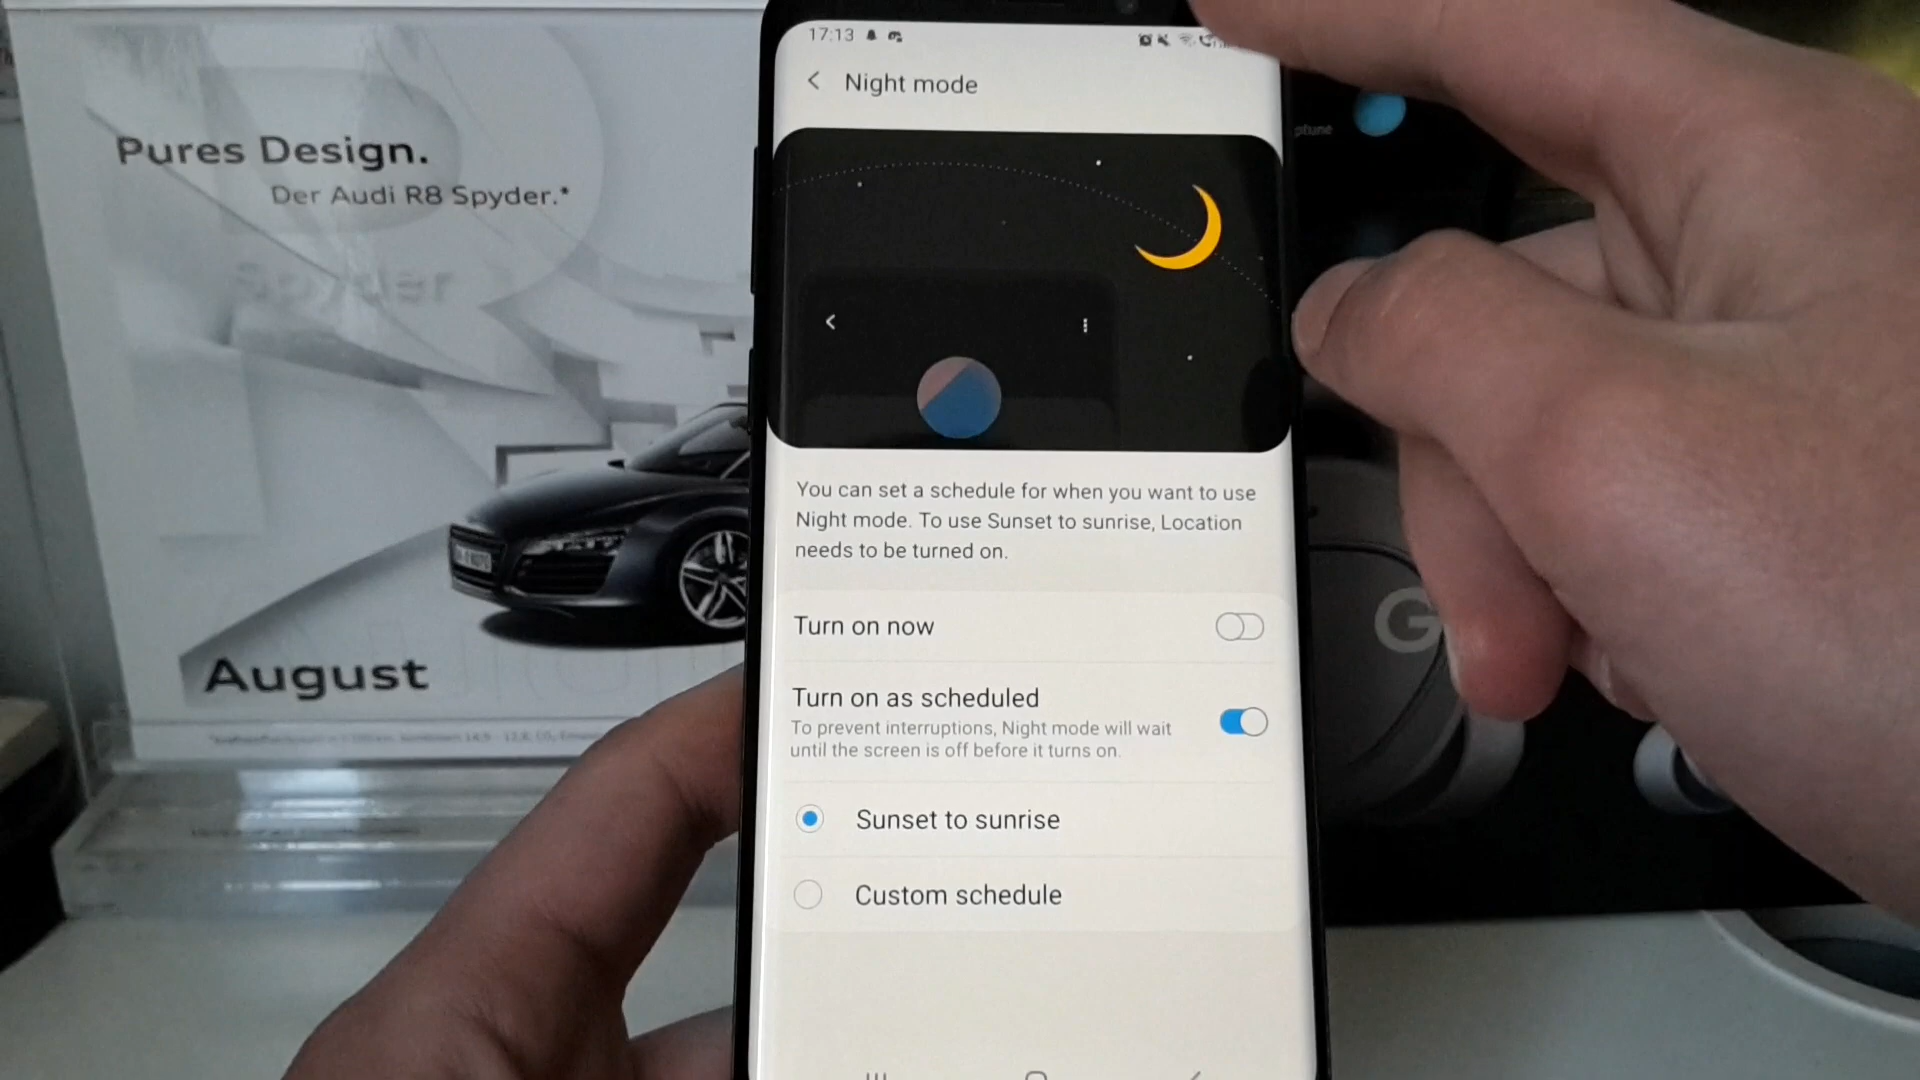 Pures Design.
Der Audi R8 Spyder.*
Spyder
August
17:13
Night mode
You can set a schedule for when you want to use
Night mode. To use Sunset to sunrise, Location
needs to be turned on.
Turn on now
Turn on as scheduled
To prevent interruptions, Night mode will wait
until the screen is off before it turns on.
Sunset to sunrise
Custom schedule
ptune
G